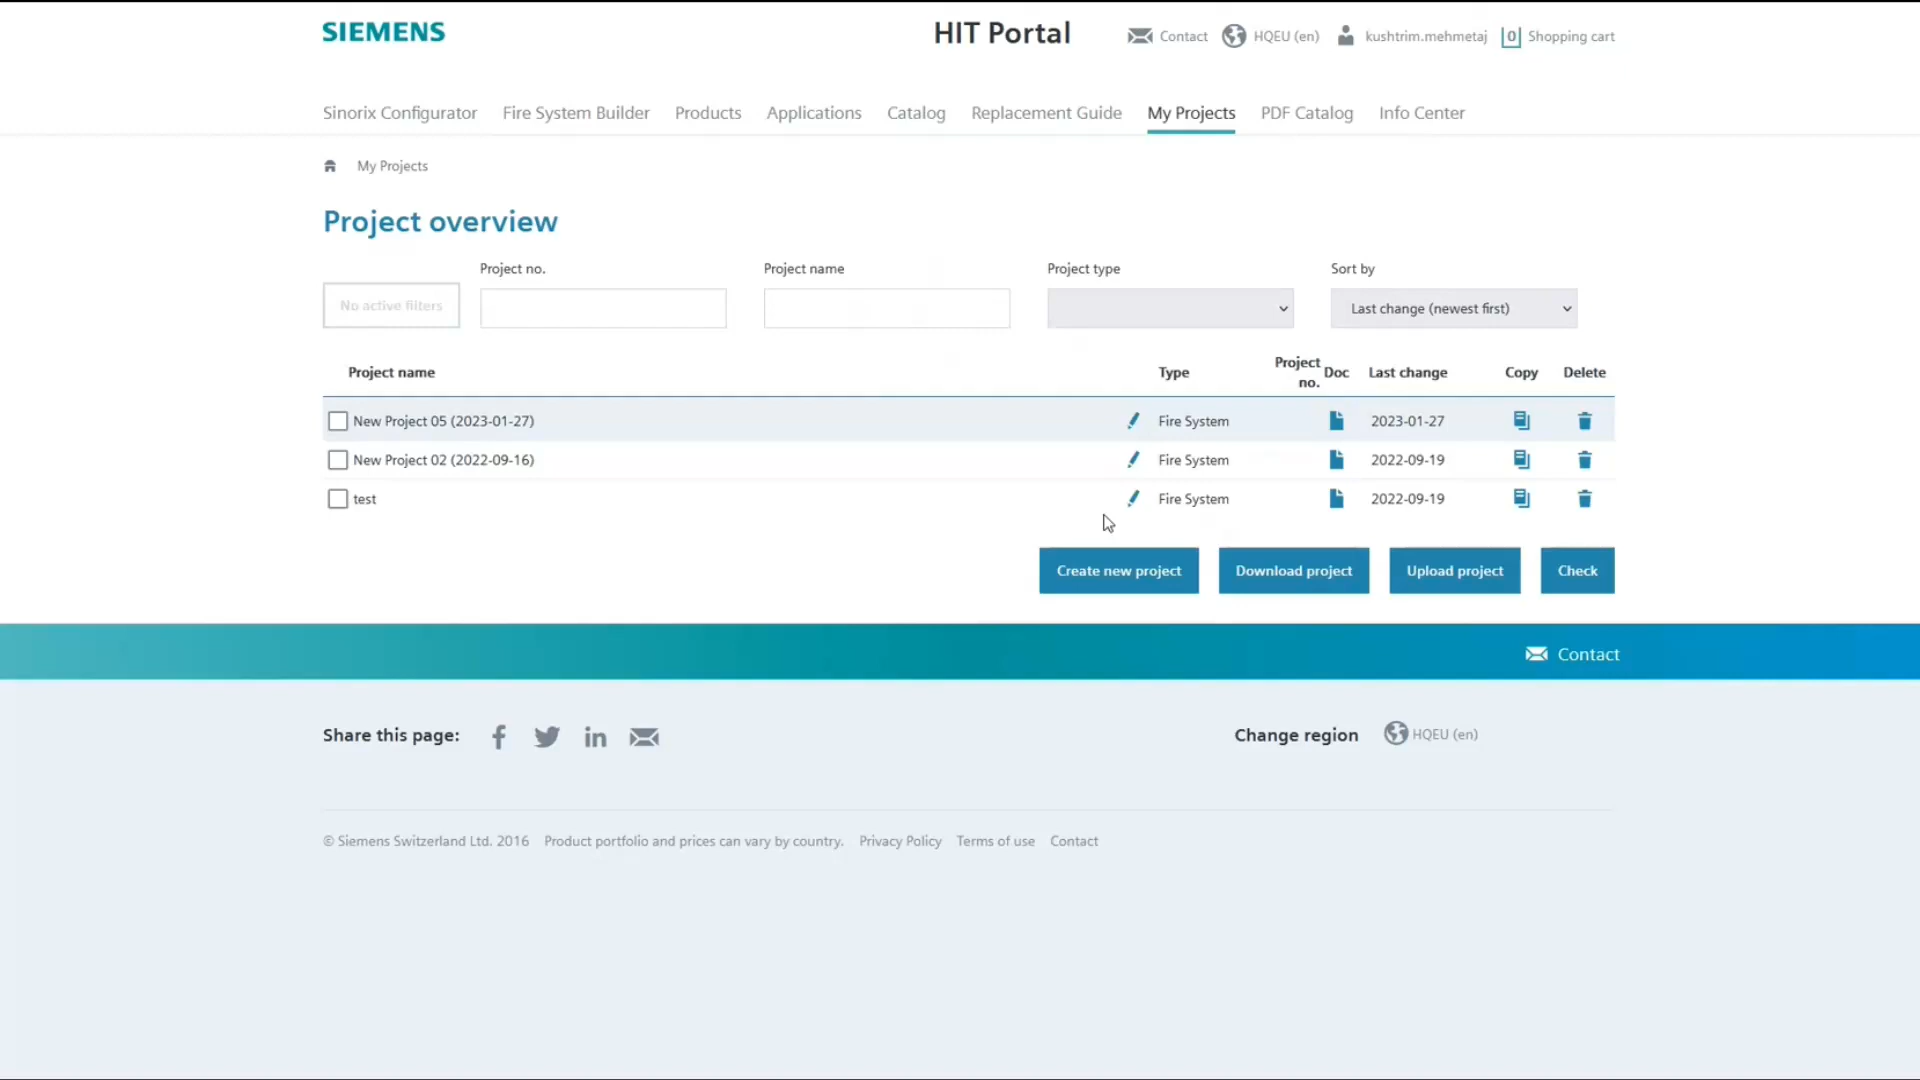 SIEMENS
HIT Portal
Contact
HQEU (en)
kushtrim.mehmetaj
0
Shopping cart
Sinorix Configurator
Fire System Builder
Products
Applications
Catalog
Replacement Guide
My Projects
PDF Catalog
Info Center
My Projects
Project overview
Project no.
Project name
Project type
Sort by
No active filters
Last change (newest first)
Project name
Type
Project no.
Doc
Last change
Copy
Delete
New Project 05 (2023-01-27)
Fire System
2023-01-27
New Project 02 (2022-09-16)
Fire System
2022-09-19
test
Fire System
2022-09-19
Create new project
Download project
Upload project
Check
Contact
Share this page:
Change region
HQEU (en)
© Siemens Switzerland Ltd. 2016
Product portfolio and prices can vary by country.
Privacy Policy
Terms of use
Contact